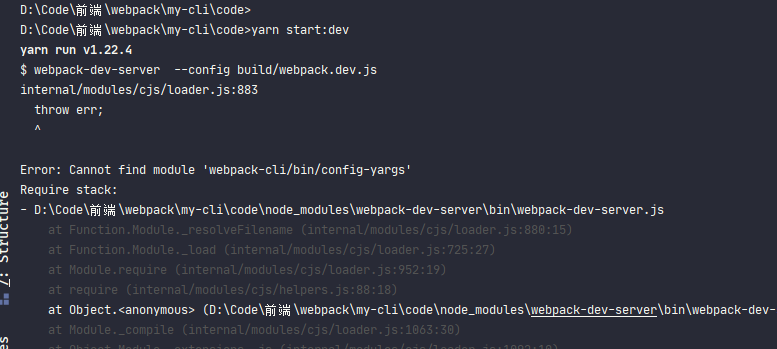 D:\Code\前端\webpack\my-cli\code>
D:\Code\前端\webpack\my-cli\code>yarn start:dev
yarn run v1.22.4
$ webpack-dev-server  --config build/webpack.dev.js
internal/modules/cjs/loader.js:883
  throw err;
  ^
Error: Cannot find module 'webpack-cli/bin/config-yargs'
Require stack:
- D:\Code\前端\webpack\my-cli\code\node_modules\webpack-dev-server\bin\webpack-dev-server.js
    at Function.Module._resolveFilename (internal/modules/cjs/loader.js:880:15)
    at Function.Module._load (internal/modules/cjs/loader.js:725:27)
    at Module.require (internal/modules/cjs/loader.js:952:19)
    at require (internal/modules/cjs/helpers.js:88:18)
    at Object.<anonymous> (D:\Code\前端\webpack\my-cli\code\node_modules\webpack-dev-server\bin\webpack-dev-
    at Module._compile (internal/modules/cjs/loader.js:1063:30)
7: Structure